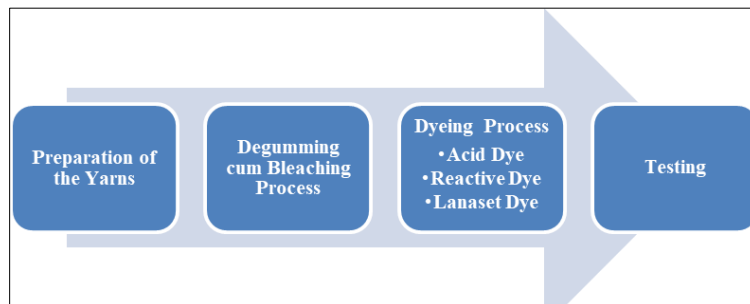 Preparation of
the Yarns
Degumming
cum Bleaching
Process
Dyeing Process
•Acid Dye
•Reactive Dye
•Lanaset Dye
Testing